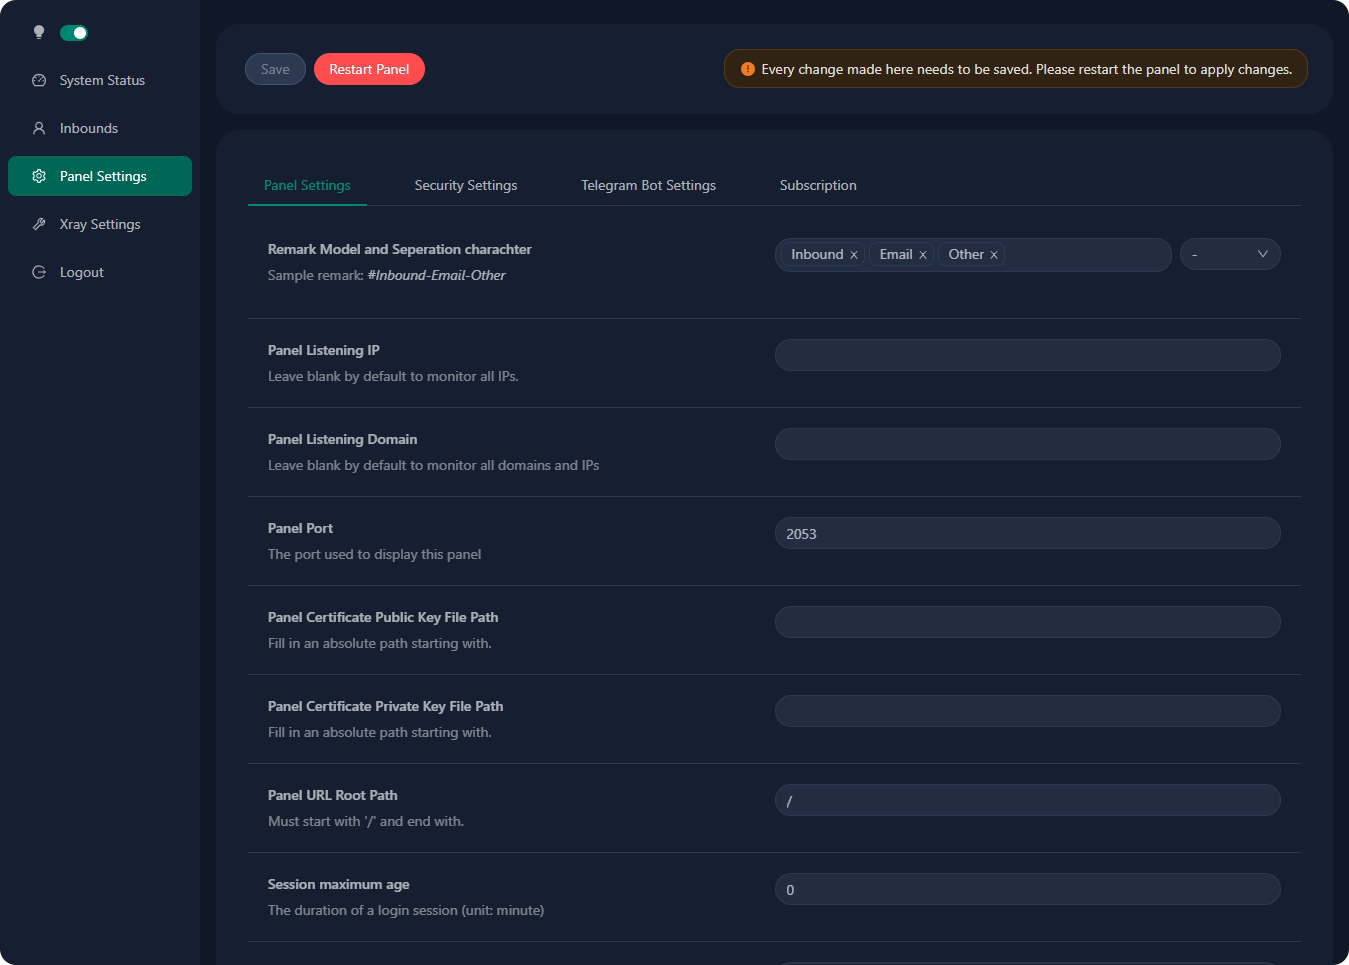 System Status
Inbounds
Panel Settings
Xray Settings
Logout
Save
Restart Panel
Every change made here needs to be saved. Please restart the panel to apply changes.
Panel Settings
Security Settings
Telegram Bot Settings
Subscription
Remark Model and Seperation charachter
Sample remark: #Inbound-Email-Other
Inbound
Email
Other
-
Panel Listening IP
Leave blank by default to monitor all IPs.
Panel Listening Domain
Leave blank by default to monitor all domains and IPs
Panel Port
The port used to display this panel
2053
Panel Certificate Public Key File Path
Fill in an absolute path starting with.
Panel Certificate Private Key File Path
Fill in an absolute path starting with.
Panel URL Root Path
Must start with '/' and end with.
/
Session maximum age
The duration of a login session (unit: minute)
0